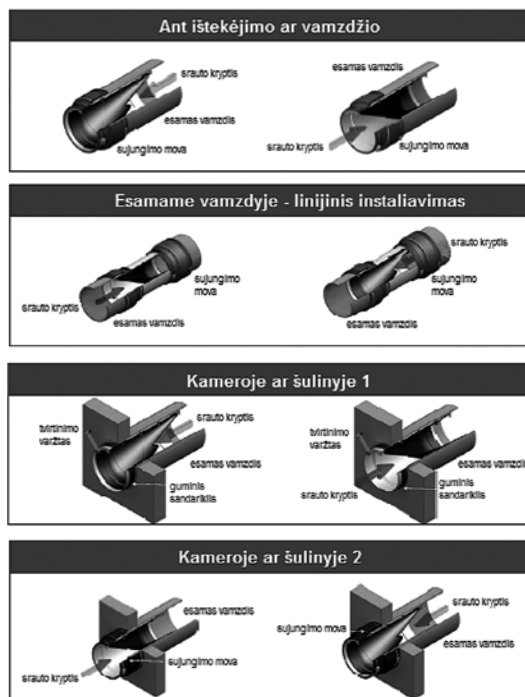 Ant ištekėjimo ar vamzdžio
srauto kryptis
esamas vamzdis
sujungimo mova
esamas vamzdis
srauto kryptis
sujungimo mova
Esamame vamzdyje - linijinis instaliavimas
sujungimo
mova
srauto kryptis
esamas vamzdis
srauto kryptis
sujungimo
mova
esamas vamzdis
Kameroje ar šulinyje 1
tvirtinimo
varžtas
srauto kryptis
esamas vamzdis
guminis
sandariklis
tvirtinimo
varžtas
esamas vamzdis
srauto kryptis
guminis
sandariklis
Kameroje ar šulinyje 2
esamas vamzdis
srauto kryptis
sujungimo mova
srauto kryptis
sujungimo mova
esamas vamzdis